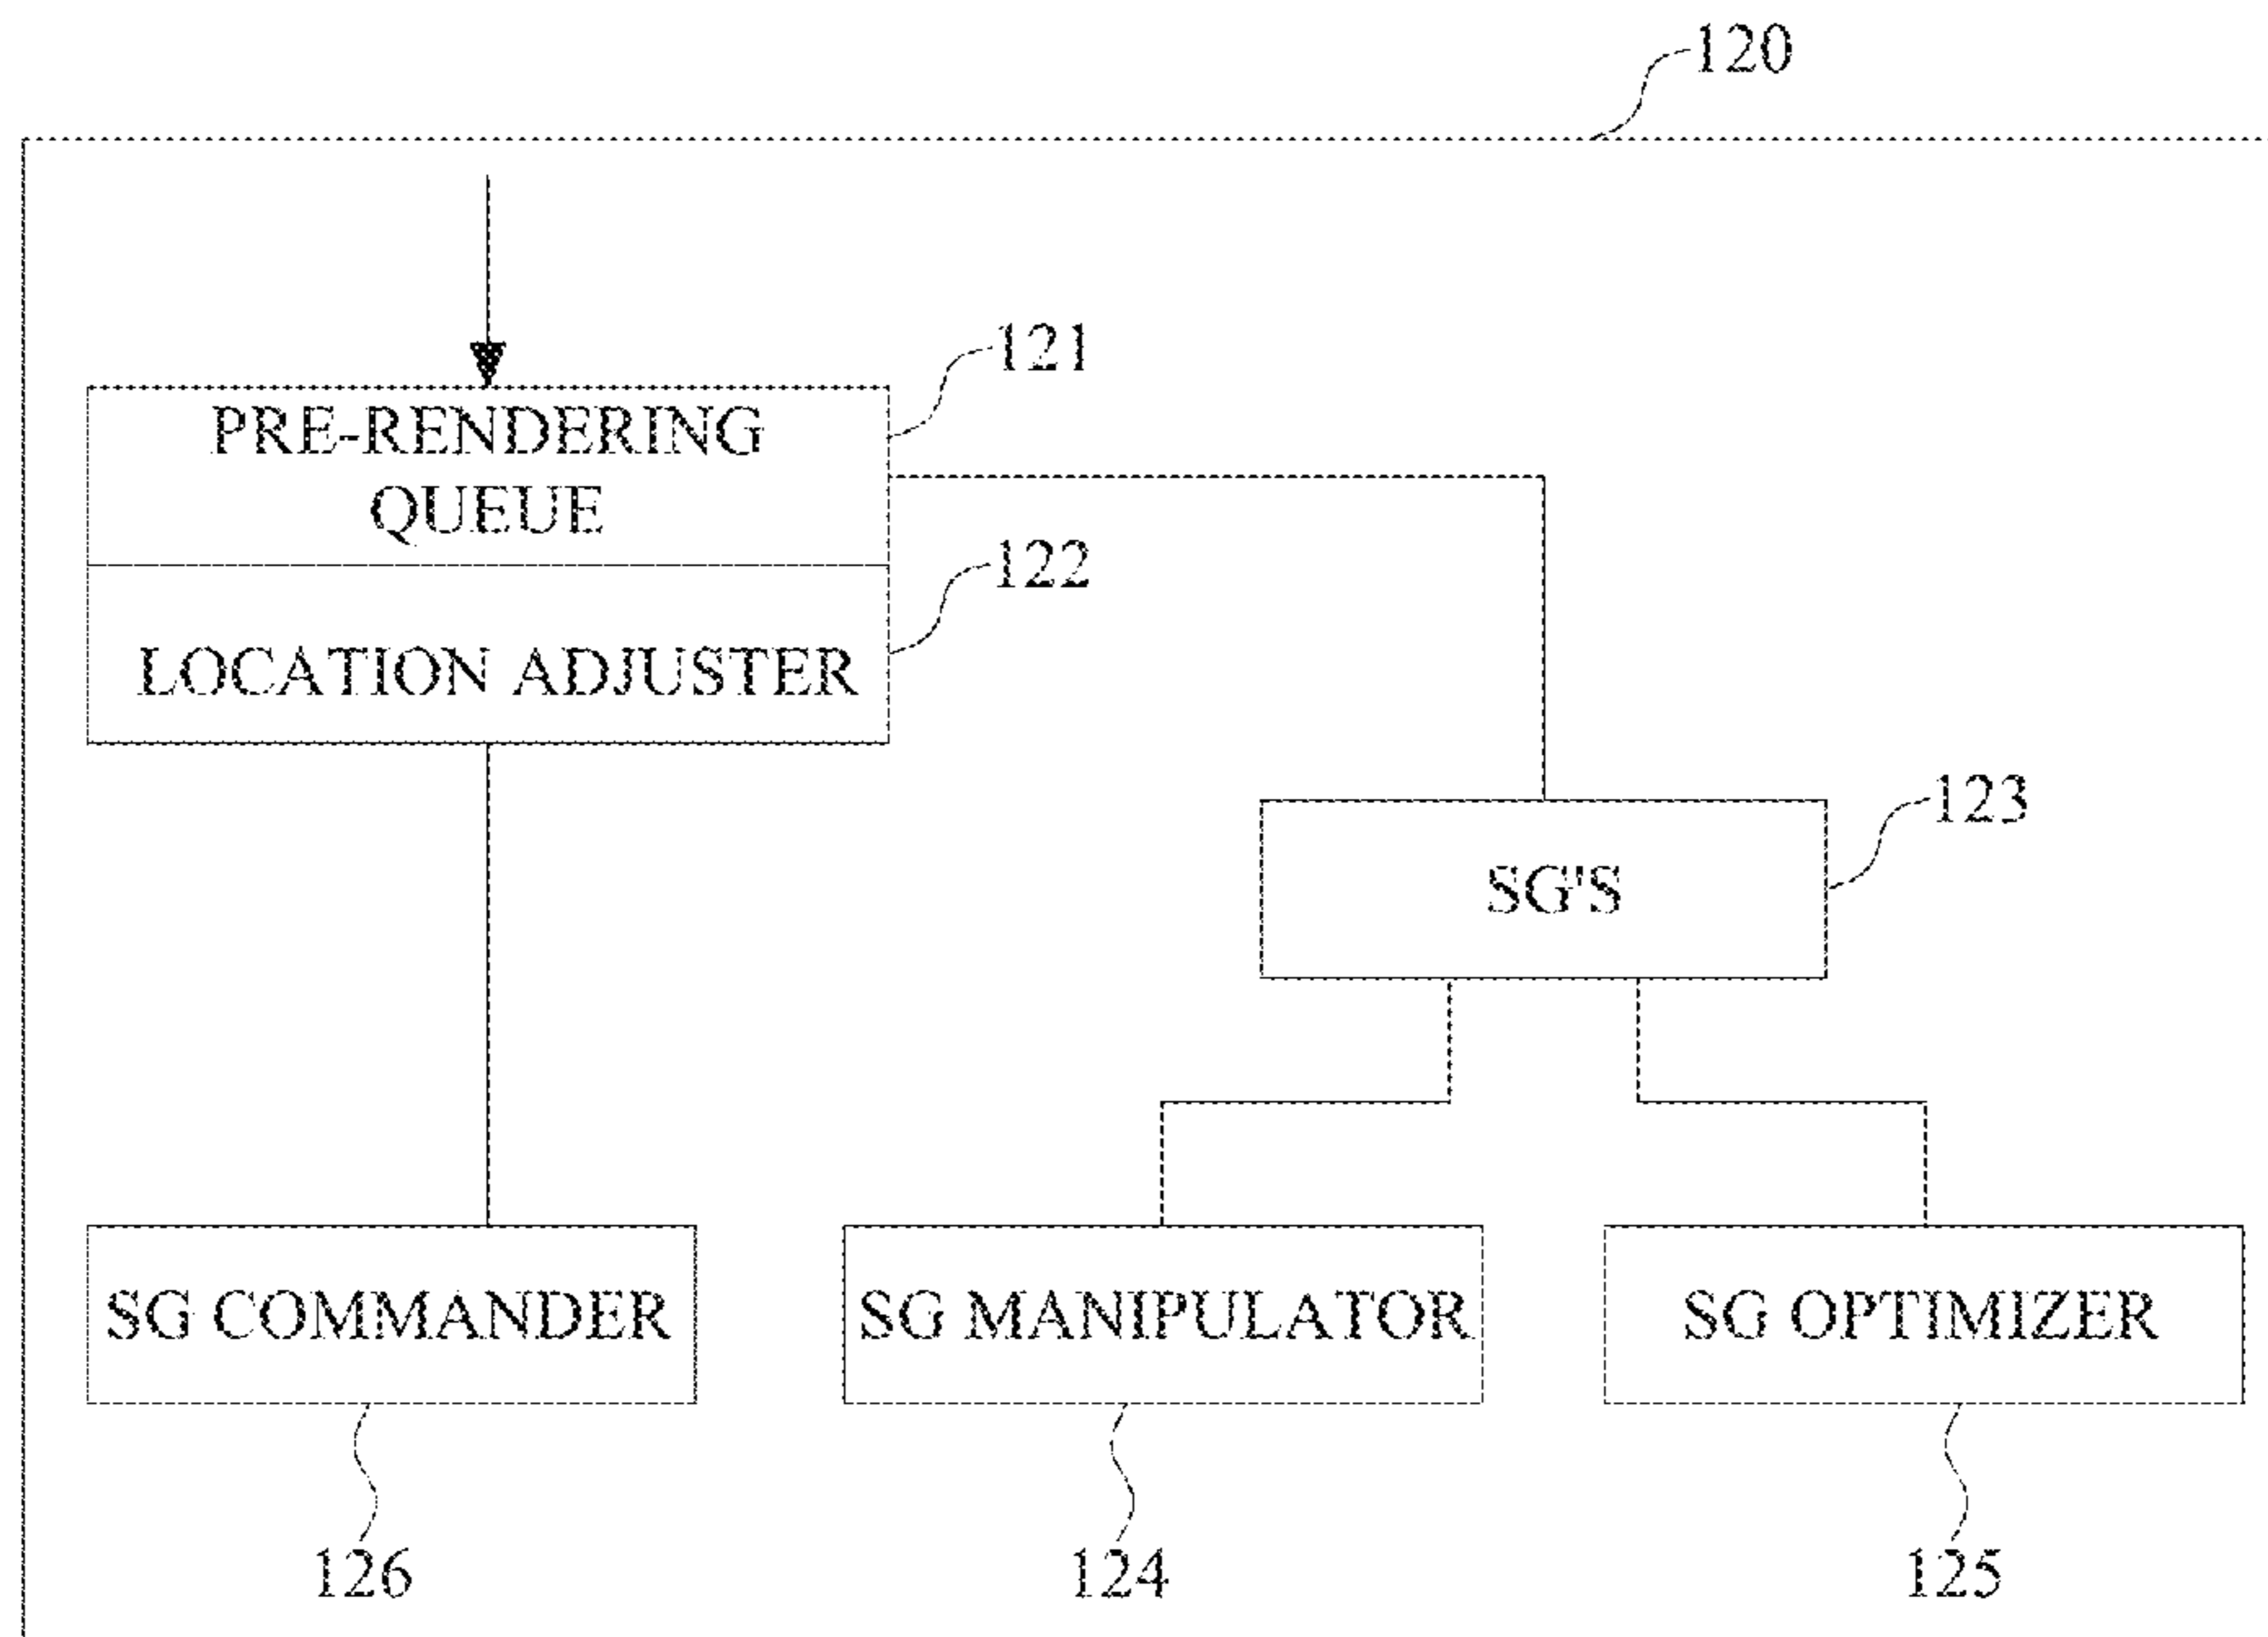 120
121
PRE-RENDERING
QUEUE
122
LOCATION ADJUSTER
123
SG'S
SG COMMANDER
SG MANIPULATOR
SG OPTIMIZER
126
124
125